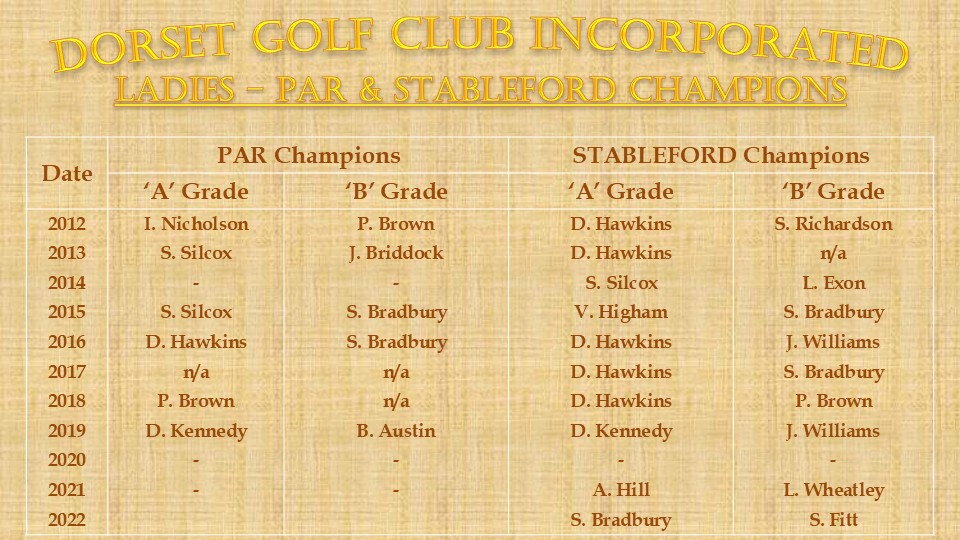 DORSET GOLF CLUB INCORPORATED
LADIES – PAR & STABLEFORD CHAMPIONS
Date PAR Champions STABLEFORD Champions
‘A’ Grade ‘B’ Grade ‘A’ Grade ‘B’ Grade
2012 I. Nicholson P. Brown D. Hawkins S. Richardson
2013 S. Silcox J. Briddock D. Hawkins n/a
2014 - - S. Silcox L. Exon
2015 S. Silcox S. Bradbury V. Higham S. Bradbury
2016 D. Hawkins S. Bradbury D. Hawkins J. Williams
2017 n/a n/a D. Hawkins S. Bradbury
2018 P. Brown n/a D. Hawkins P. Brown
2019 D. Kennedy B. Austin D. Kennedy J. Williams
2020 - - - -
2021 - - A. Hill L. Wheatley
2022 S. Bradbury S. Fitt